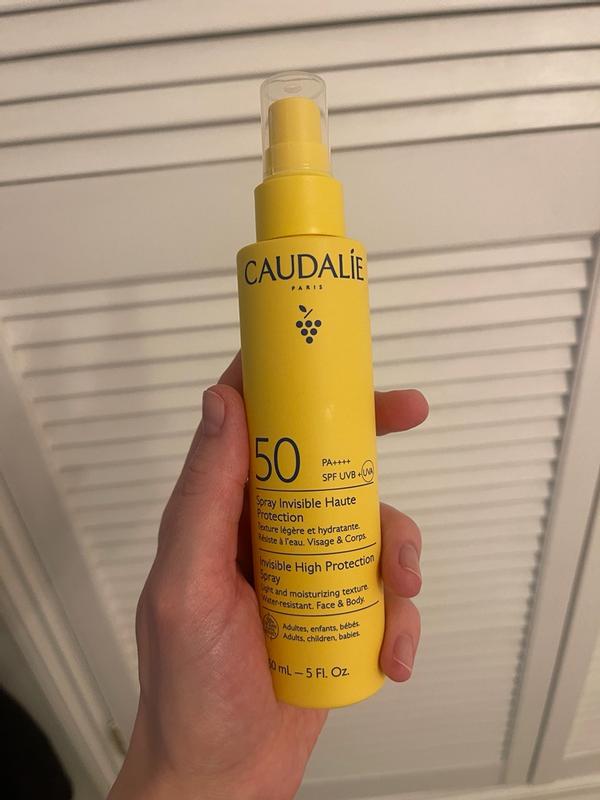 CAUDALÍE
PARIS
50
PA++++
SPF UVB + UVA
Spray Invisible Haute
Protection
Texture légère et hydratante.
Résiste à l'eau. Visage & Corps.
Invisible High Protection
Spray
Light and moisturizing texture.
Water-resistant. Face & Body.
Adultes, enfants, bébés.
Adults, children, babies.
mL – 5 Fl. Oz.